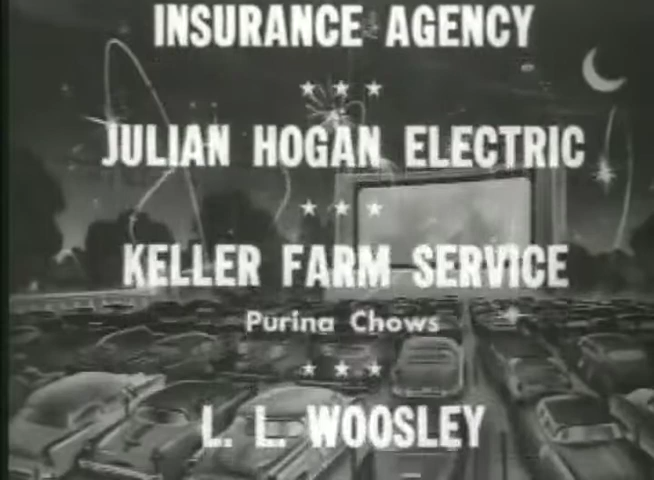 INSURANCE AGENCY
★ ★ ★
JULIAN HOGAN ELECTRIC
★ ★ ★
KELLER FARM SERVICE
Purina Chows
★ ★ ★
L. L. WOOSLEY